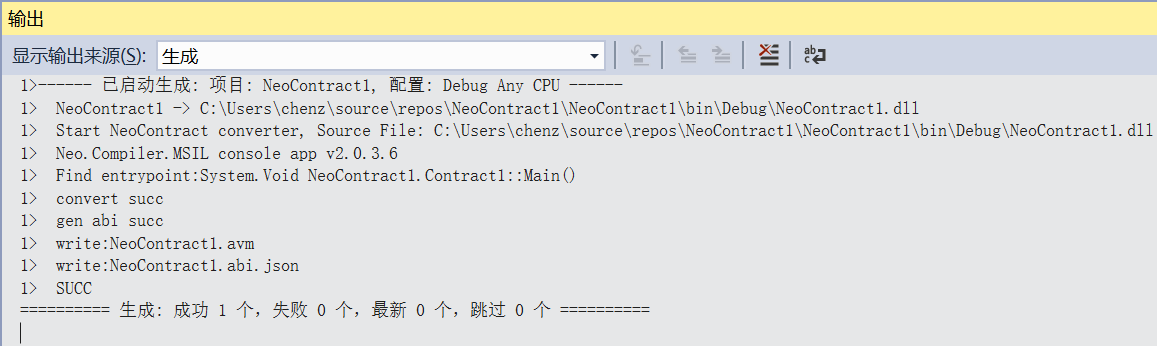 输出
显示输出来源(S): 生成
1>------ 已启动生成: 项目: NeoContract1, 配置: Debug Any CPU ------
1>  NeoContract1 -> C:\Users\chenz\source\repos\NeoContract1\NeoContract1\bin\Debug\NeoContract1.dll
1>  Start NeoContract converter, Source File: C:\Users\chenz\source\repos\NeoContract1\NeoContract1\bin\Debug\NeoContract1.dll
1>  Neo.Compiler.MSIL console app v2.0.3.6
1>  Find entrypoint:System.Void NeoContract1.Contract1::Main()
1>  convert succ
1>  gen abi succ
1>  write:NeoContract1.avm
1>  write:NeoContract1.abi.json
1>  SUCC
========== 生成: 成功 1 个，失败 0 个，最新 0 个，跳过 0 个 ==========